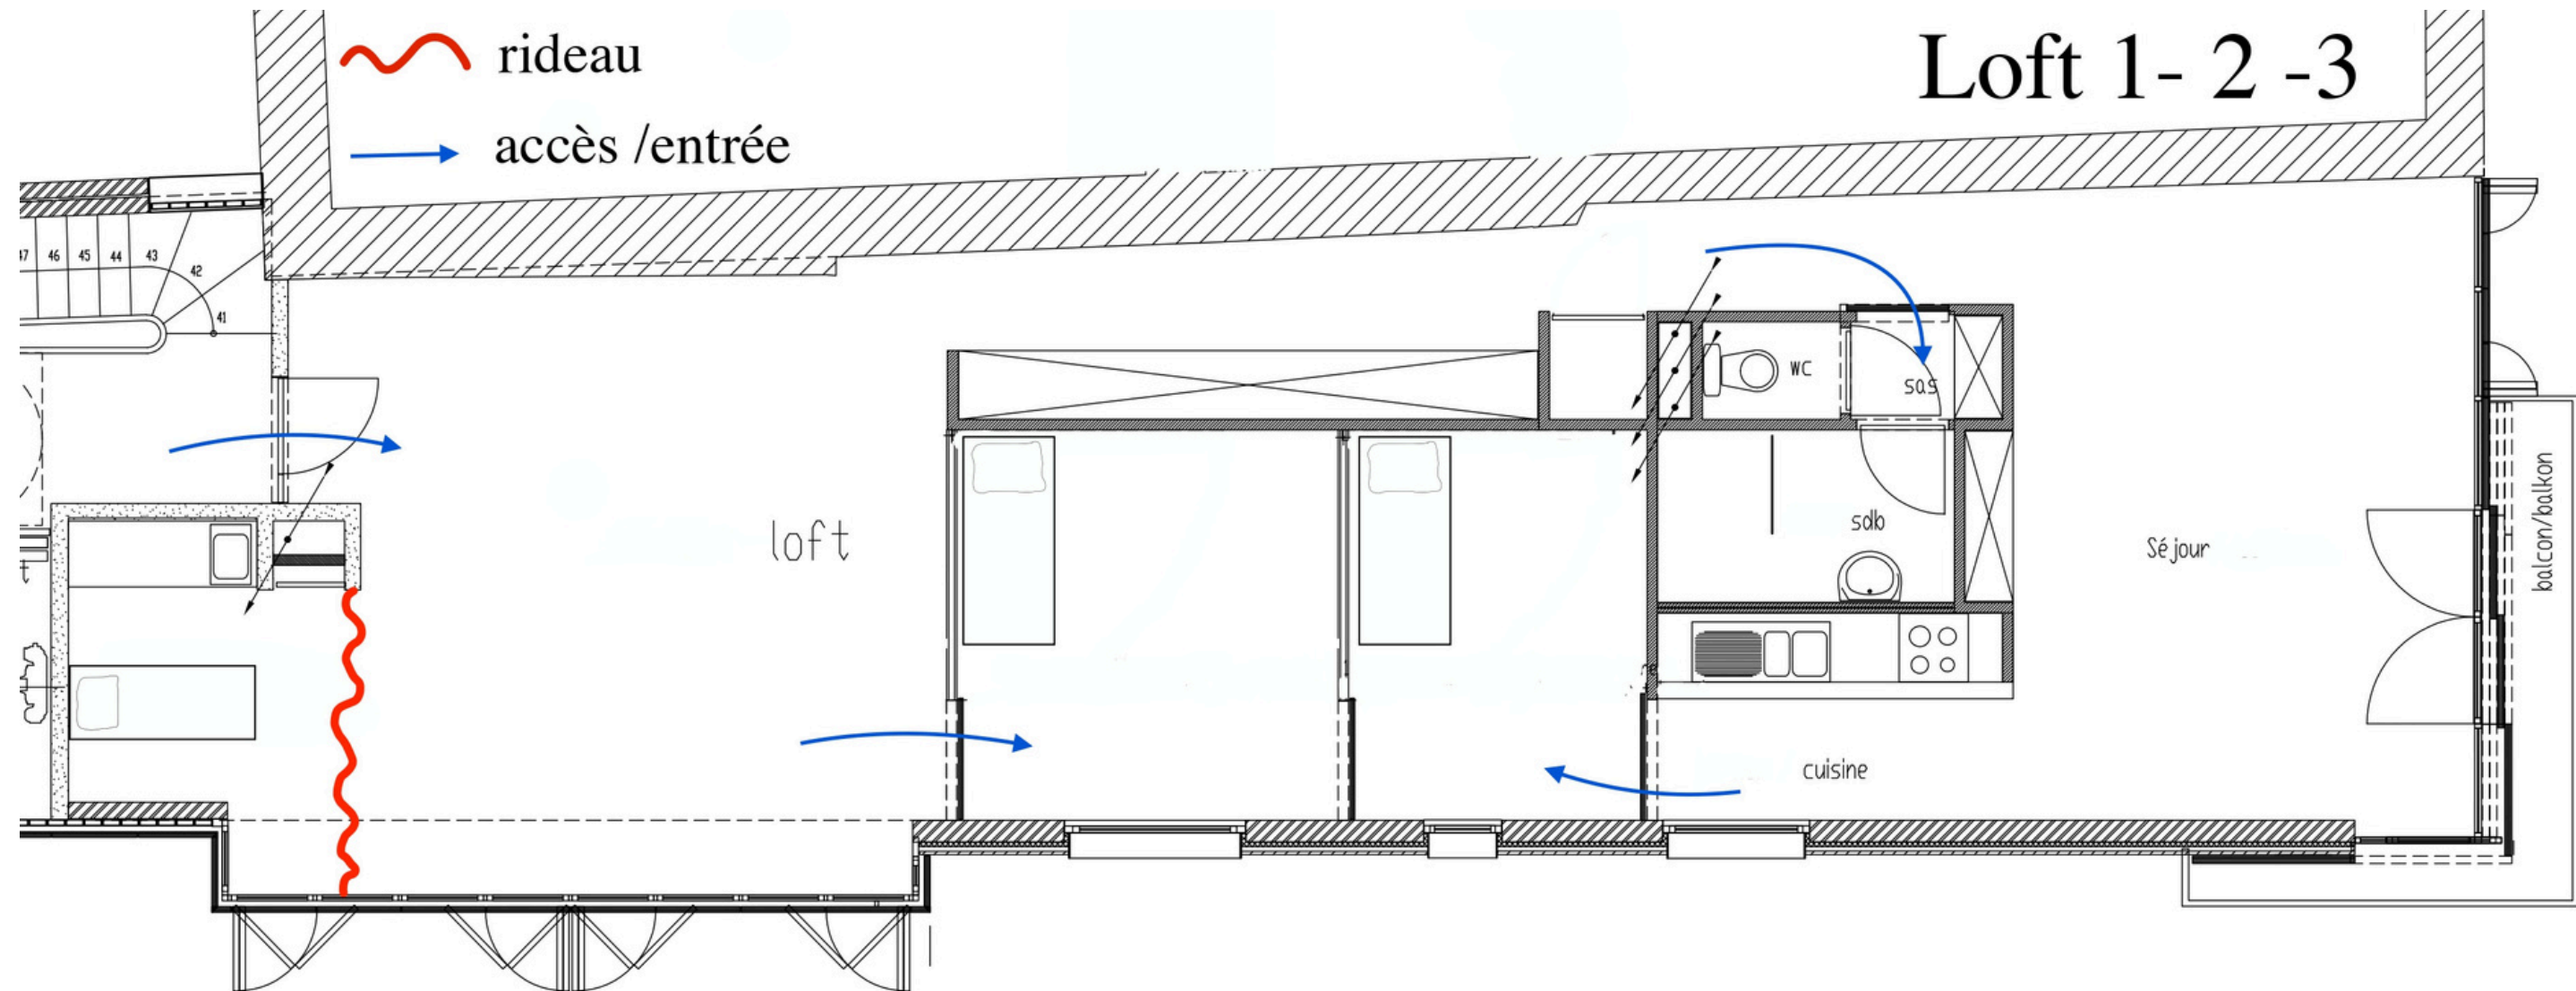 rideau
Loft 1- 2 -3
accès /entrée
47 46 45 44 43
42
41
WC
sas
loft
sdb
Séjour
balcon/balkon
cuisine